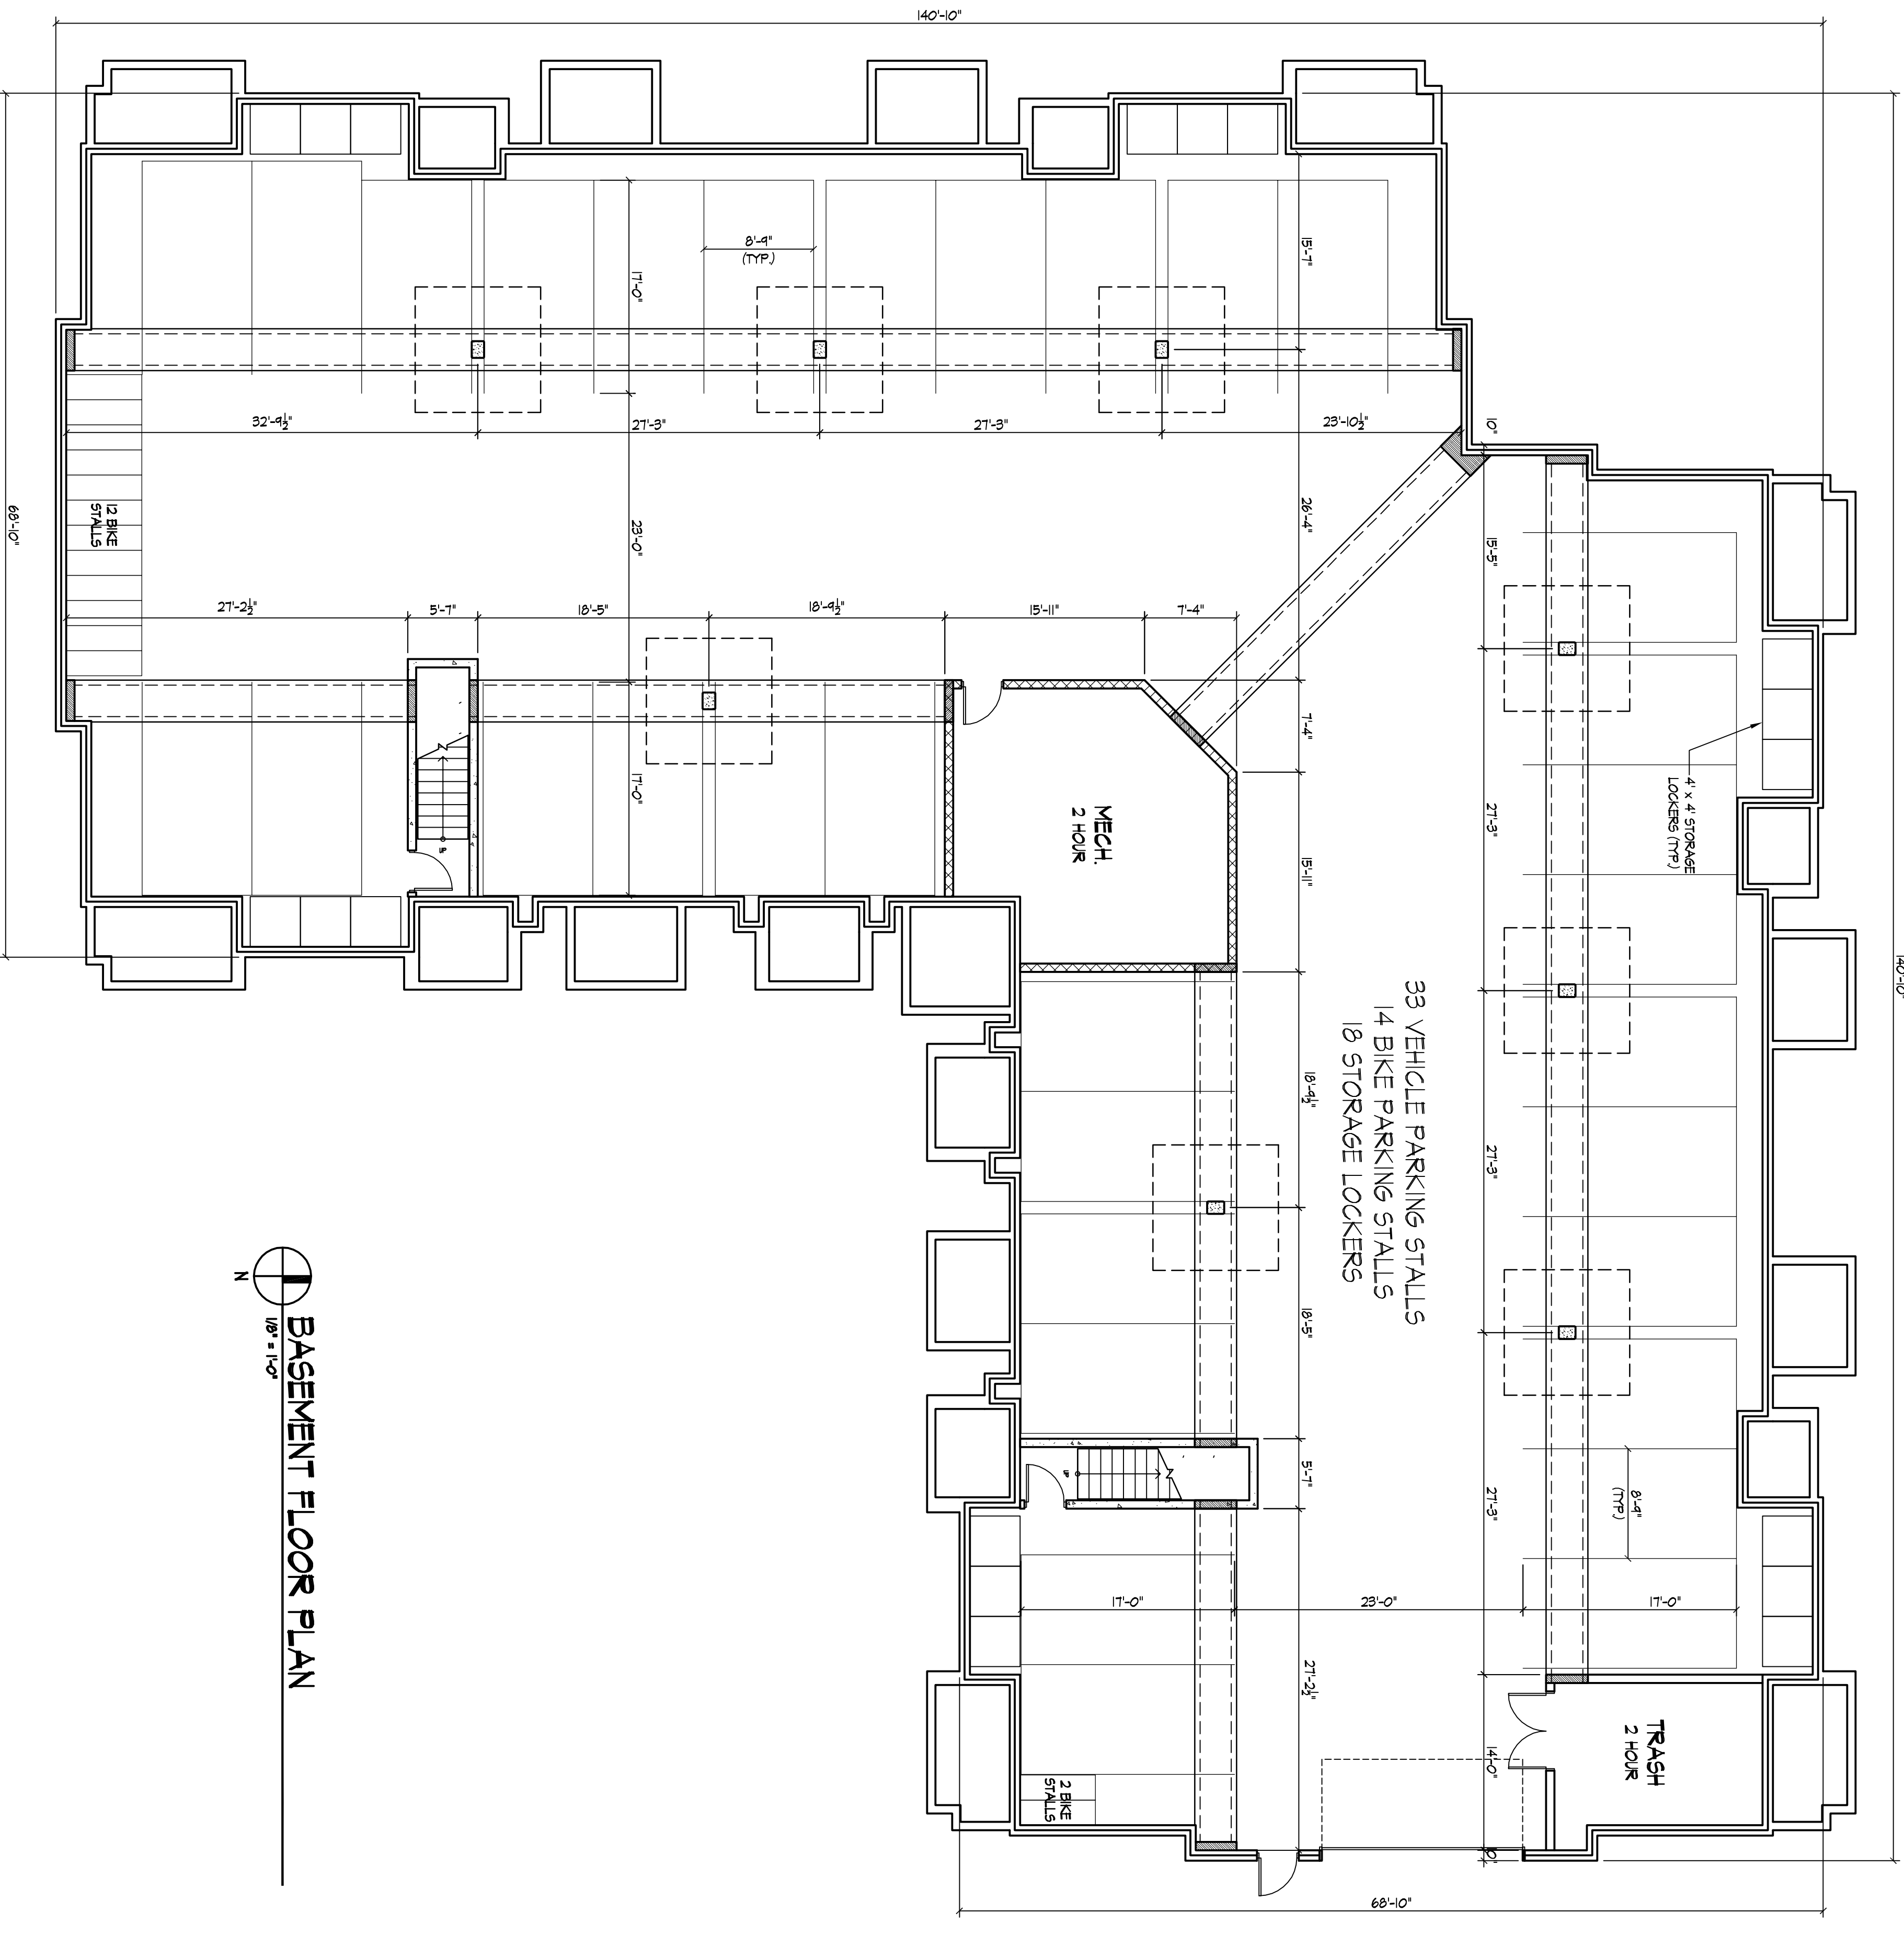 140'-10"
15'-7"
8'-9"
(TYP.)
17'-0"
32'-9½"
27'-3"
27'-3"
23'-10½"
10"
68'-10"
12 BIKE
STALLS
23'-0"
26'-4"
15'-5"
27'-2½"
5'-7"
18'-5"
18'-9½"
15'-11"
7'-4"
7'-4"
17'-0"
UP
MECH.
2 HOUR
15'-11"
27'-3"
4' x 4' STORAGE
LOCKERS (TYP.)
140'-10"
33 VEHICLE PARKING STALLS
14 BIKE PARKING STALLS
18 STORAGE LOCKERS
18'-9½"
27'-3"
18'-5"
UP
5'-7"
27'-3"
8'-9"
(TYP.)
17'-0"
23'-0"
17'-0"
27'-2½"
14'-0"
TRASH
2 HOUR
2 BIKE
STALLS
10"
68'-10"
N
BASEMENT FLOOR PLAN
1/8" = 1'-0"